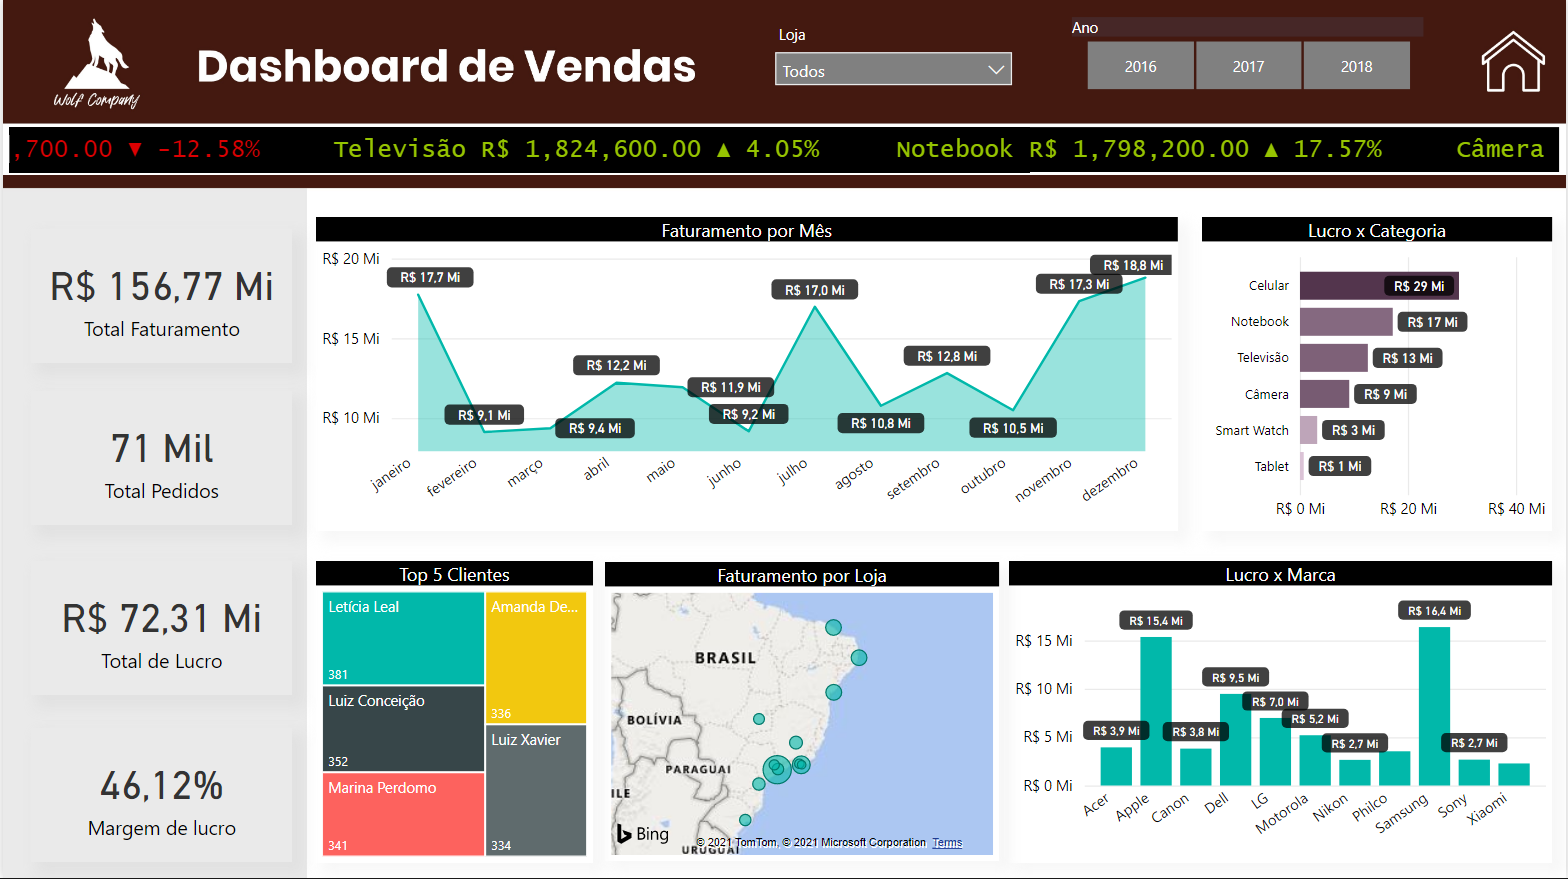 Wolf Company
Dashboard de Vendas
Loja
Todos
Ano
2016
2017
2018
,700.00 ▼ -12.58%
Televisão R$ 1,824,600.00 ▲ 4.05%
Notebook R$ 1,798,200.00 ▲ 17.57%
Câmera
R$ 156,77 Mi
Total Faturamento
71 Mil
Total Pedidos
R$ 72,31 Mi
Total de Lucro
46,12%
Margem de lucro
Faturamento por Mês
R$ 20 Mi
R$ 15 Mi
R$ 10 Mi
R$ 17,7 Mi
R$ 9,1 Mi
R$ 9,4 Mi
R$ 12,2 Mi
R$ 11,9 Mi
R$ 9,2 Mi
R$ 17,0 Mi
R$ 10,8 Mi
R$ 12,8 Mi
R$ 10,5 Mi
R$ 17,3 Mi
R$ 18,8 Mi
janeiro
fevereiro
março
abril
maio
junho
julho
agosto
setembro
outubro
novembro
dezembro
Lucro x Categoria
Celular
R$ 29 Mi
Notebook
R$ 17 Mi
Televisão
R$ 13 Mi
Câmera
R$ 9 Mi
Smart Watch
R$ 3 Mi
Tablet
R$ 1 Mi
R$ 0 Mi
R$ 20 Mi
R$ 40 Mi
Top 5 Clientes
Letícia Leal
381
Luiz Conceição
352
Marina Perdomo
341
Amanda De...
336
Luiz Xavier
334
Faturamento por Loja
BRASIL
BOLÍVIA
PARAGUAI
ILE
URUGUAI
Bing
© 2021 TomTom, © 2021 Microsoft Corporation Terms
Lucro x Marca
R$ 15 Mi
R$ 10 Mi
R$ 5 Mi
R$ 0 Mi
R$ 3,9 Mi
R$ 15,4 Mi
R$ 3,8 Mi
R$ 9,5 Mi
R$ 7,0 Mi
R$ 5,2 Mi
R$ 2,7 Mi
R$ 16,4 Mi
R$ 2,7 Mi
Acer
Apple
Canon
Dell
LG
Motorola
Nikon
Philco
Samsung
Sony
Xiaomi